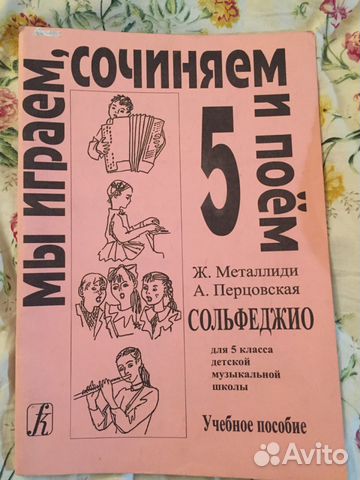 Мы играем,
сочиняем
и поём
5
Ж. Металлиди
А. Перцовская
СОЛЬФЕДЖИО
для 5 класса
детской
музыкальной
школы
Учебное пособие
k
Avito